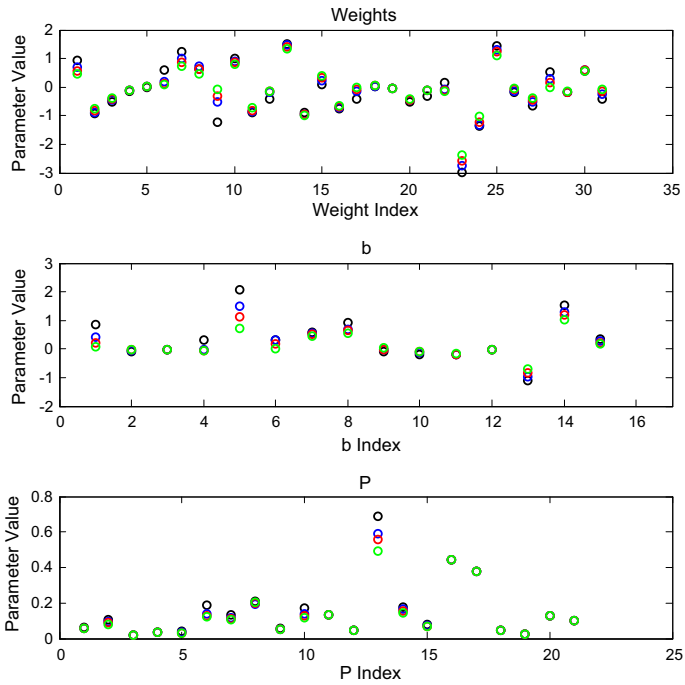 Weights
2
1
0
-1
-2
-3
Parameter Value
0 5 10 15 20 25 30 35
Weight Index
b
3
2
1
0
-1
-2
Parameter Value
0 2 4 6 8 10 12 14 16
b Index
P
0.8
0.6
0.4
0.2
0
Parameter Value
0 5 10 15 20 25
P Index